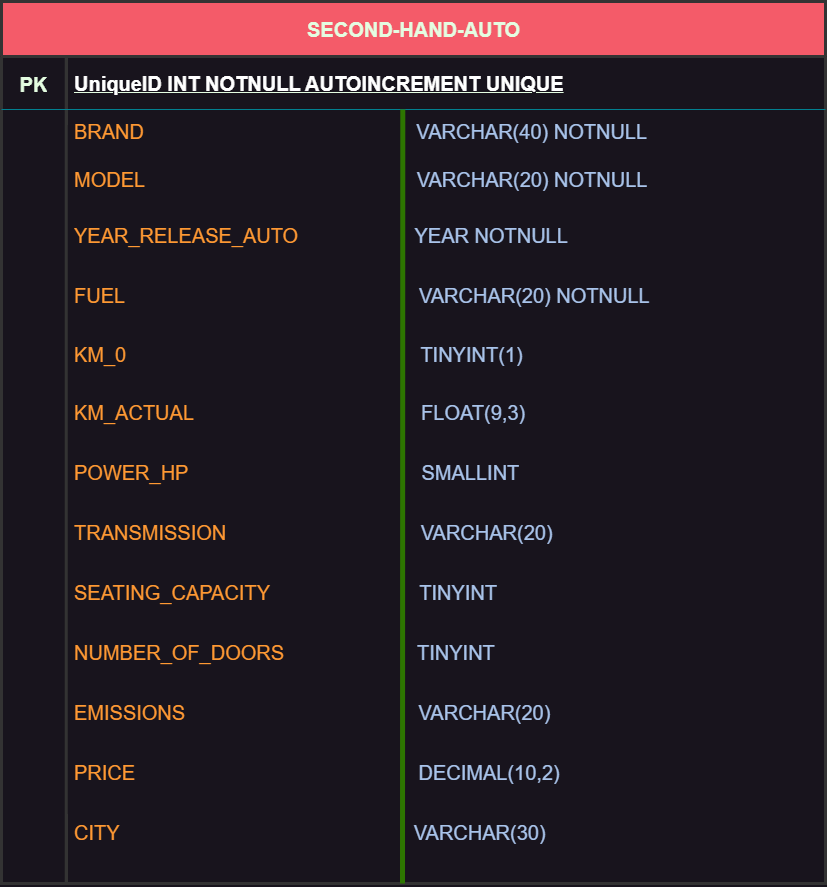 SECOND-HAND-AUTO
PK UniqueID INT NOTNULL AUTOINCREMENT UNIQUE
BRAND VARCHAR(40) NOTNULL
MODEL VARCHAR(20) NOTNULL
YEAR_RELEASE_AUTO YEAR NOTNULL
FUEL VARCHAR(20) NOTNULL
KM_0 TINYINT(1)
KM_ACTUAL FLOAT(9,3)
POWER_HP SMALLINT
TRANSMISSION VARCHAR(20)
SEATING_CAPACITY TINYINT
NUMBER_OF_DOORS TINYINT
EMISSIONS VARCHAR(20)
PRICE DECIMAL(10,2)
CITY VARCHAR(30)